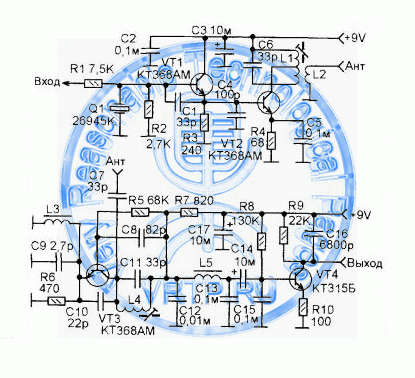 C2
0,1м
C3 10м
+9V
R1 7,5K
VT1
КТ368АМ
C6
33р
L1
L2
Ант
Вход
C4
100р
Q1
26945К
C1
33р
R2
2,7K
R3
240
VT2
КТ368АМ
R4
68
C5
0,1м
Ант
C7
33р
L3
R5 68K
R7 820
R8
130K
R9
22K
+9V
C8
82р
C17
10м
C14
10м
C16
6800р
C9 2,7р
Выход
C11
33р
L5
VT4
КТ315Б
R6
470
C10
22р
L4
VT3
КТ368АМ
C12
0,01м
C13
0,1м
C15
0,1м
R10
100
VRTP.RU